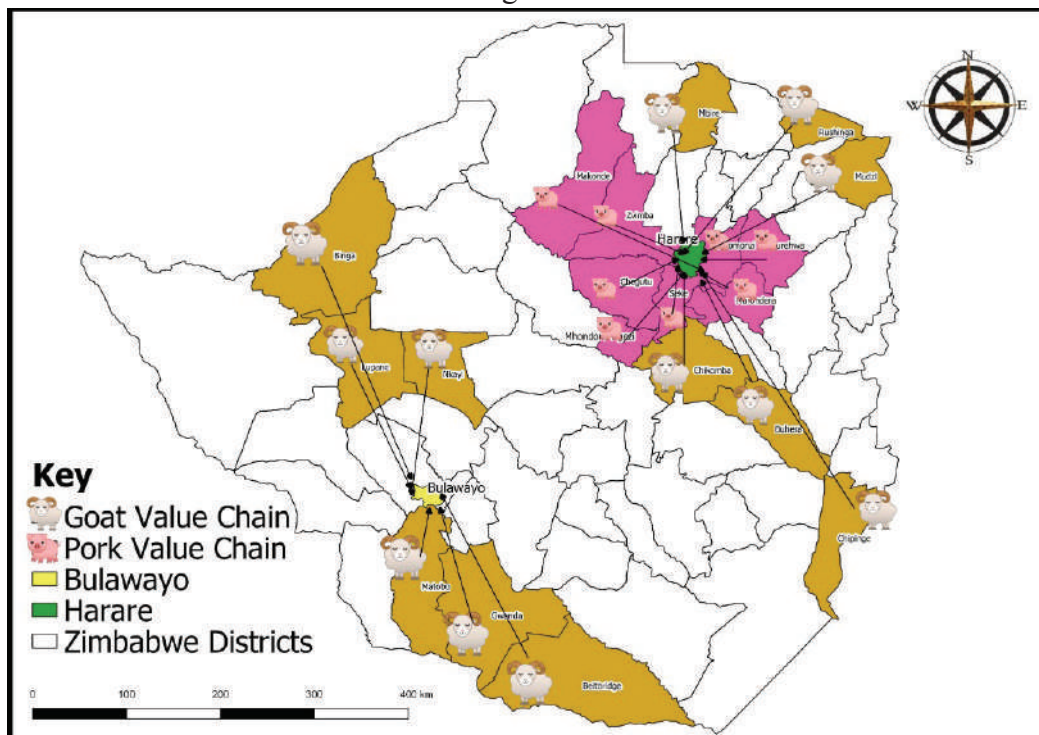 N
W
E
S
Mbire
Rushinga
Mudzi
Makonde
Zvimba
Harare
Binga
Chegutu
Seke
Marondera
Lupane
Nkayi
Chikomba
Buhera
Bulawayo
Chipinge
Matobo
Gwanda
Beitbridge
Key
Goat Value Chain
Pork Value Chain
Bulawayo
Harare
Zimbabwe Districts
0 100 200 300 400 km